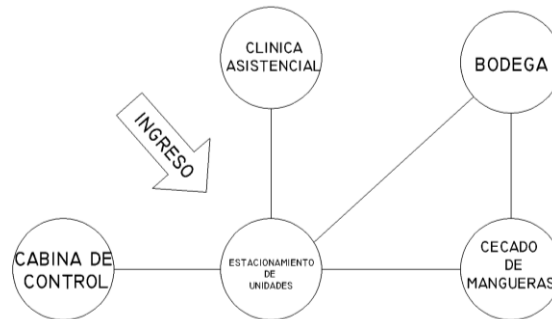 CLINICA
ASISTENCIAL
BODEGA
INGRESO
CABINA DE
CONTROL
ESTACIONAMIENTO
DE
UNIDADES
CECADO
DE
MANGUERAS